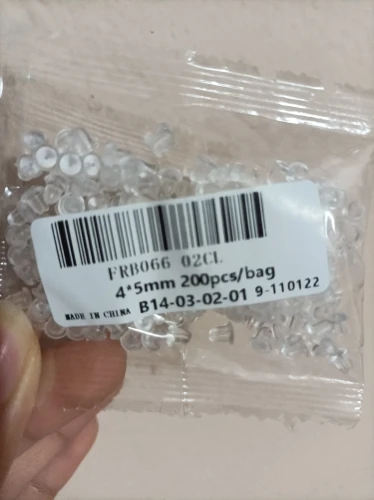 FRB066 02CL
4*5mm 200pcs/bag
MADE IN CHINA B14-03-02-01 9-110122